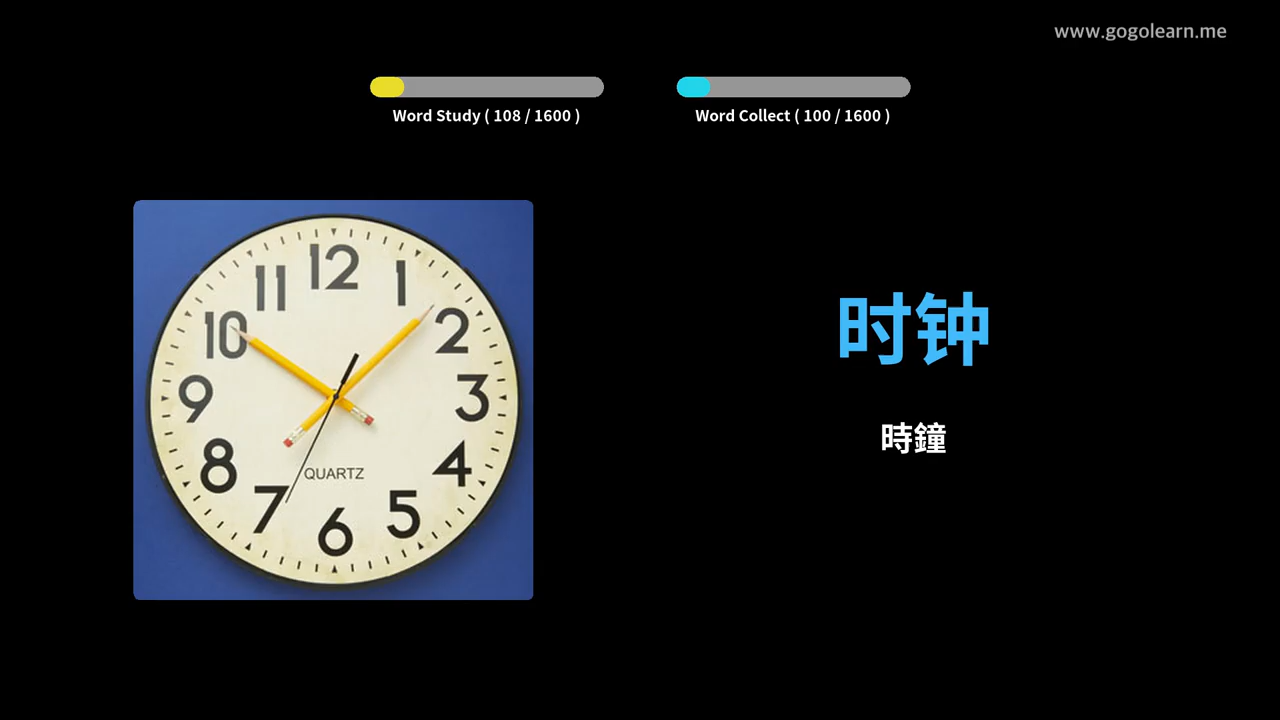 www.gogolearn.me
Word Study ( 108 / 1600 )
Word Collect ( 100 / 1600 )
12
11
1
10
2
9
3
8
4
QUARTZ
7
5
6
时钟
時鐘